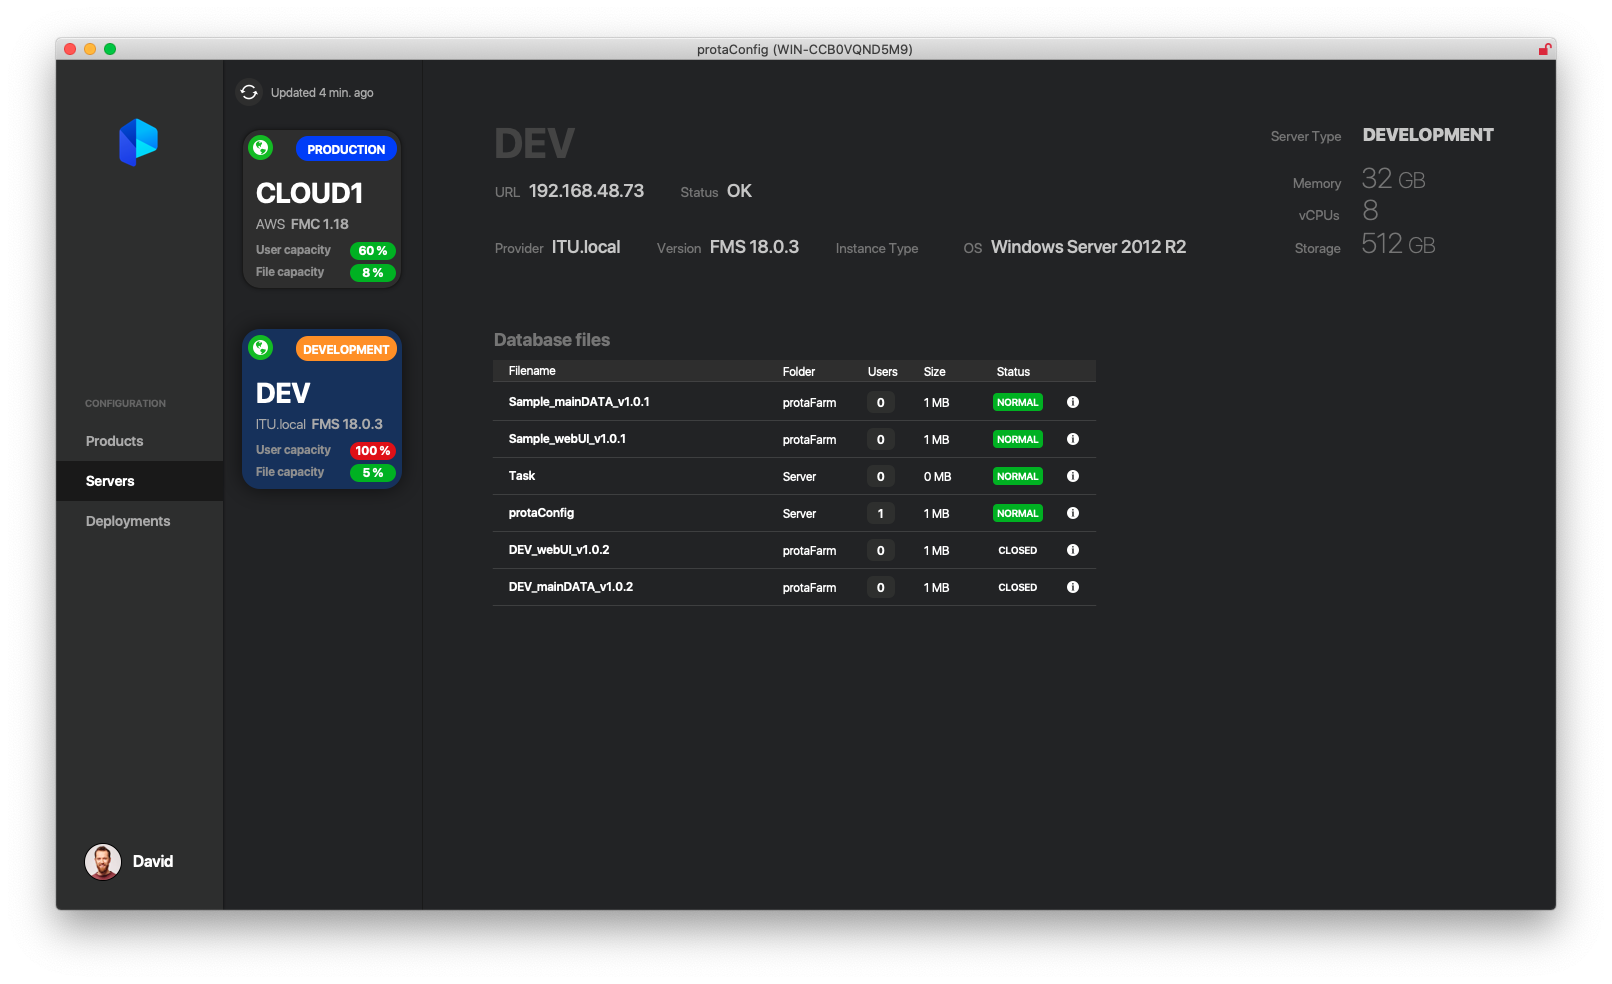 protaConfig (WIN-CCB0VQND5M9)
Updated 4 min. ago
PRODUCTION
CLOUD1
AWS FMC 1.18
User capacity 60 %
File capacity 8 %
DEVELOPMENT
DEV
ITU.local FMS 18.0.3
User capacity 100 %
File capacity 5 %
CONFIGURATION
Products
Servers
Deployments
David
DEV
URL 192.168.48.73 Status OK
Provider ITU.local Version FMS 18.0.3 Instance Type OS Windows Server 2012 R2
Server Type DEVELOPMENT
Memory 32 GB
vCPUs 8
Storage 512 GB
Database files
Filename Folder Users Size Status
Sample_mainDATA_v1.0.1 protaFarm 0 1 MB NORMAL
Sample_webUI_v1.0.1 protaFarm 0 1 MB NORMAL
Task Server 0 0 MB NORMAL
protaConfig Server 1 1 MB NORMAL
DEV_webUI_v1.0.2 protaFarm 0 1 MB CLOSED
DEV_mainDATA_v1.0.2 protaFarm 0 1 MB CLOSED